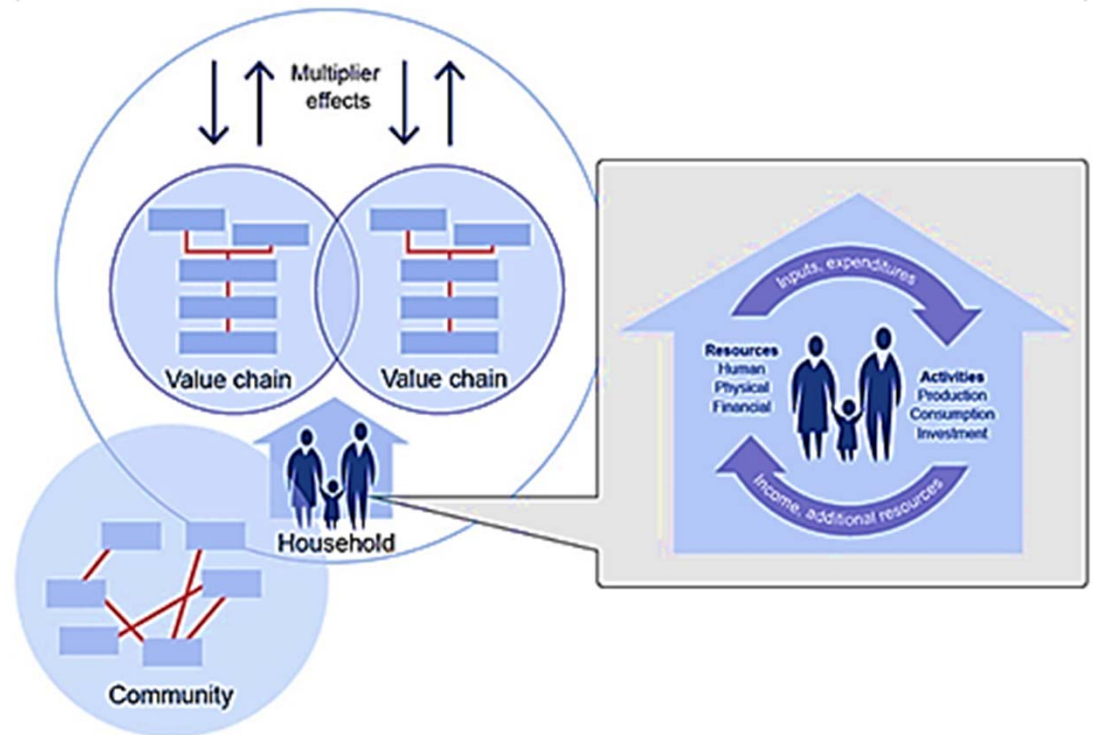 Multiplier
effects
Value chain
Value chain
Household
Community
Inputs, expenditures
Resources
Human
Physical
Financial
Activities
Production
Consumption
Investment
Income, additional resources